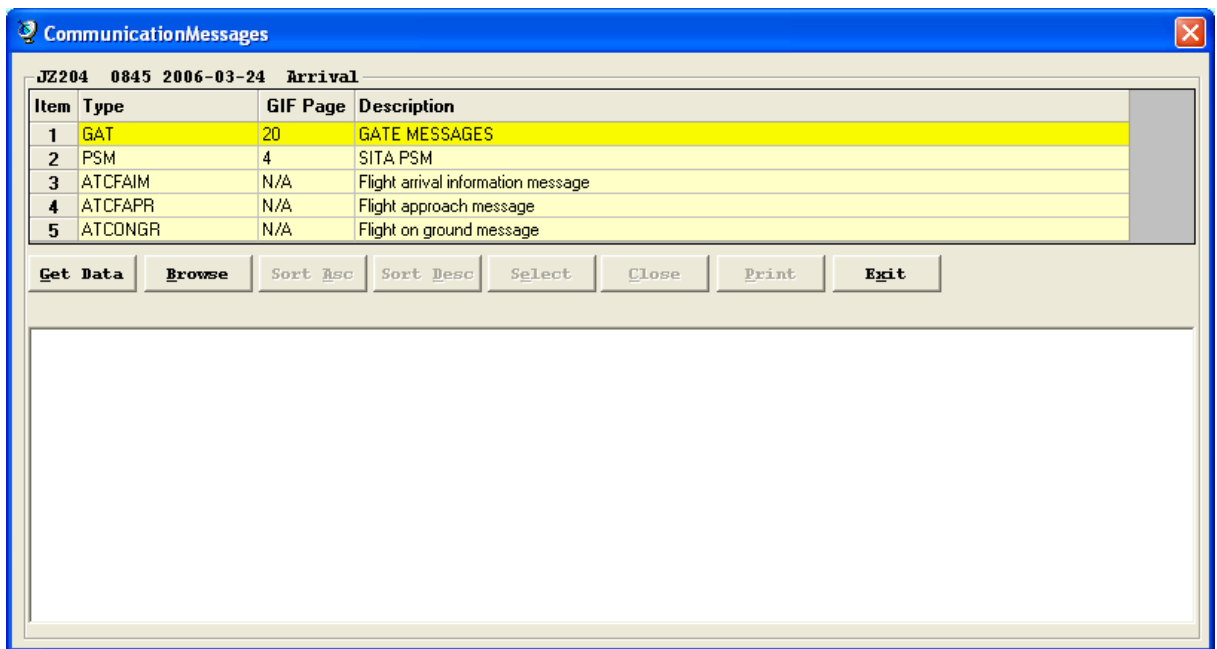 CommunicationMessages
JZ204 0845 2006-03-24 Arrival
Item Type GIF Page Description
1 GAT 20 GATE MESSAGES
2 PSM 4 SITA PSM
3 ATCFAIM N/A Flight arrival information message
4 ATCFAPR N/A Flight approach message
5 ATCONGR N/A Flight on ground message
Get Data Browse Sort Asc Sort Desc Select Close Print Exit